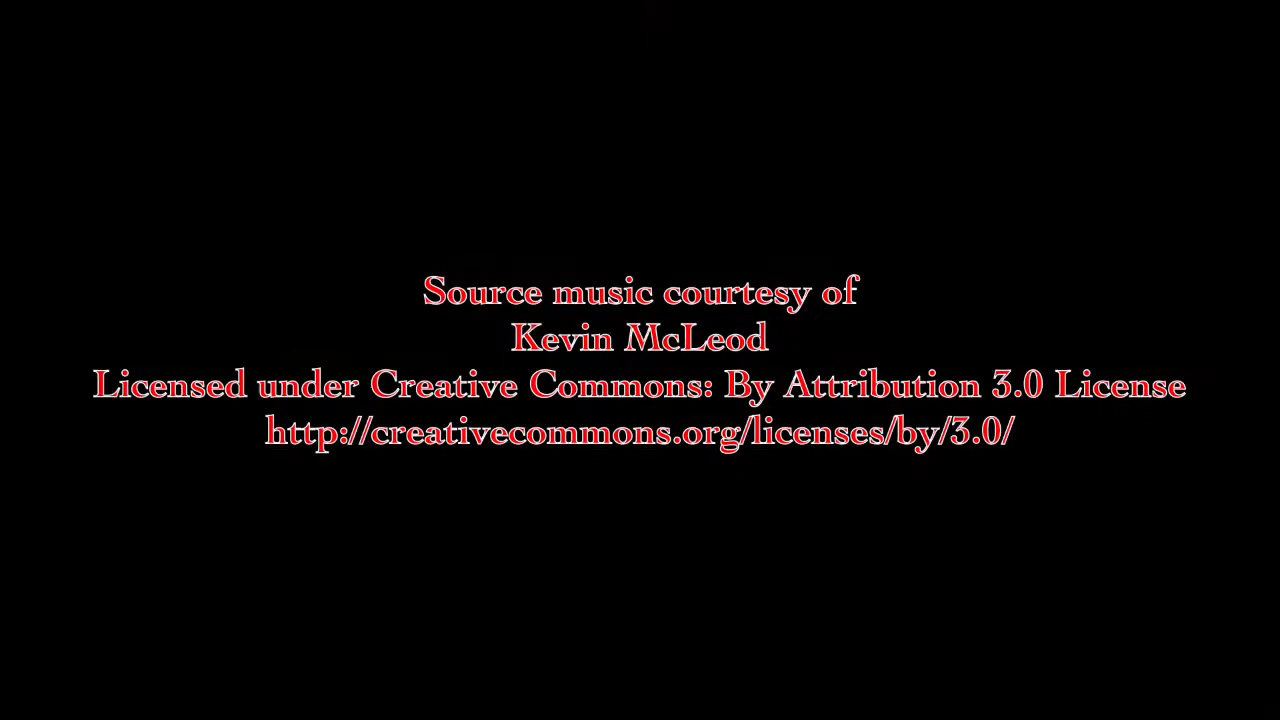 Source music courtesy of
Kevin McLeod
Licensed under Creative Commons: By Attribution 3.0 License
http://creativecommons.org/licenses/by/3.0/